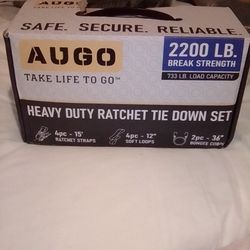 SAFE. SECURE. RELIABLE.
AUGO
TAKE LIFE TO GO™
2200 LB.
BREAK STRENGTH
733 LB. LOAD CAPACITY
HEAVY DUTY RATCHET TIE DOWN SET
4pc - 15'
RATCHET STRAPS
4pc - 12"
SOFT LOOPS
2pc - 36"
BUNGEE CORDS